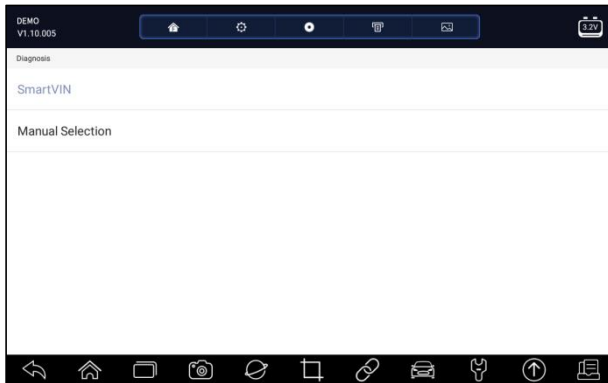 DEMO
V1.10.005
3.2V
Diagnosis
SmartVIN
Manual Selection